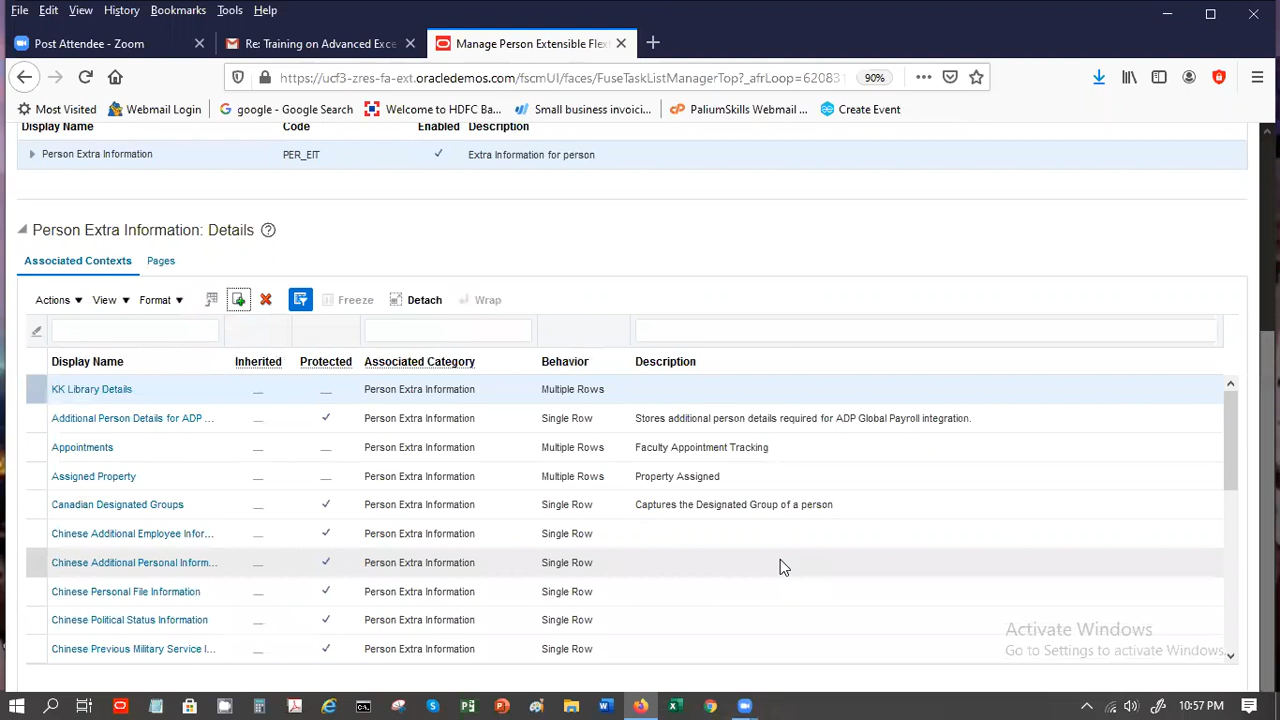 File Edit View History Bookmarks Tools Help
Post Attendee - Zoom
Re: Training on Advanced Exce
Manage Person Extensible Flex
https://ucf3-zres-fa-ext.oracledemos.com/fscmUI/faces/FuseTaskListManagerTop?_afrLoop=620831
90%
Most Visited Webmail Login google - Google Search Welcome to HDFC Ba... Small business invoicin... PaliumSkills Webmail ... Create Event
Display Name Code Enabled Description
Person Extra Information PER_EIT Extra Information for person
Person Extra Information: Details
Associated Contexts Pages
Actions View Format Freeze Detach Wrap
Display Name Inherited Protected Associated Category Behavior Description
KK Library Details Person Extra Information Multiple Rows
Additional Person Details for ADP ... Person Extra Information Single Row Stores additional person details required for ADP Global Payroll integration.
Appointments Person Extra Information Multiple Rows Faculty Appointment Tracking
Assigned Property Person Extra Information Multiple Rows Property Assigned
Canadian Designated Groups Person Extra Information Single Row Captures the Designated Group of a person
Chinese Additional Employee Infor... Person Extra Information Single Row
Chinese Additional Personal Inform... Person Extra Information Single Row
Chinese Personal File Information Person Extra Information Single Row
Chinese Political Status Information Person Extra Information Single Row
Chinese Previous Military Service I... Person Extra Information Single Row
Activate Windows
Go to Settings to activate Windows.
10:57 PM